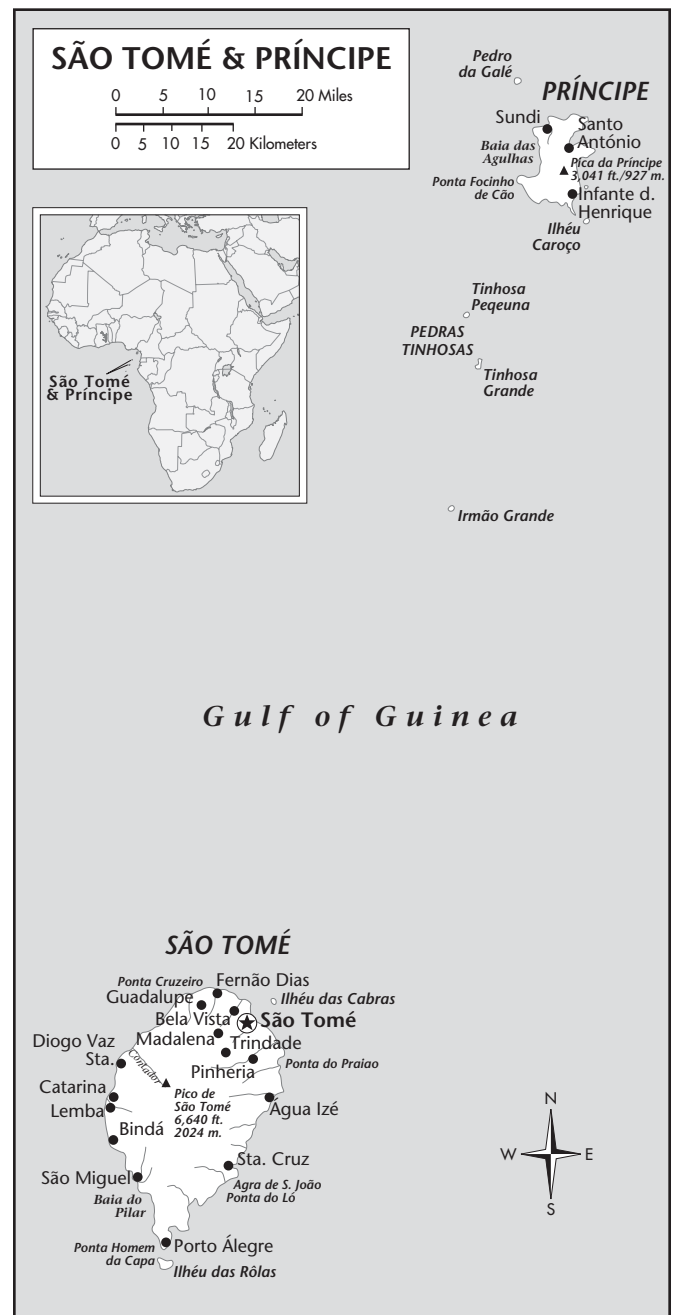 SÃO TOMÉ & PRÍNCIPE
0 5 10 15 20 Miles
0 5 10 15 20 Kilometers
Pedro
da Galé
PRÍNCIPE
Sundi
Santo
António
Baia das
Agulhas
Pica da Príncipe
3,041 ft./927 m.
Ponta Focinho
de Cão
Infante d.
Henrique
Ilhéu
Caroço
São Tomé
& Príncipe
Tinhosa
Peqeuna
PEDRAS
TINHOSAS
Tinhosa
Grande
Irmão Grande
Gulf of Guinea
SÃO TOMÉ
Ponta Cruzeiro
Fernão Dias
Guadalupe
Ilhéu das Cabras
Bela Vista
São Tomé
Madalena
Trindade
Diogo Vaz
Sta.
Contador
Pinheria
Ponta do Praiao
Catarina
Pico de
São Tomé
6,640 ft.
2024 m.
Lemba
Água Izé
Bindá
Sta. Cruz
São Miguel
Agra de S. João
Ponta do Ló
Baia do
Pilar
Porto Álegre
Ponta Homem
da Capa
Ilhéu das Rôlas
N
W
E
S